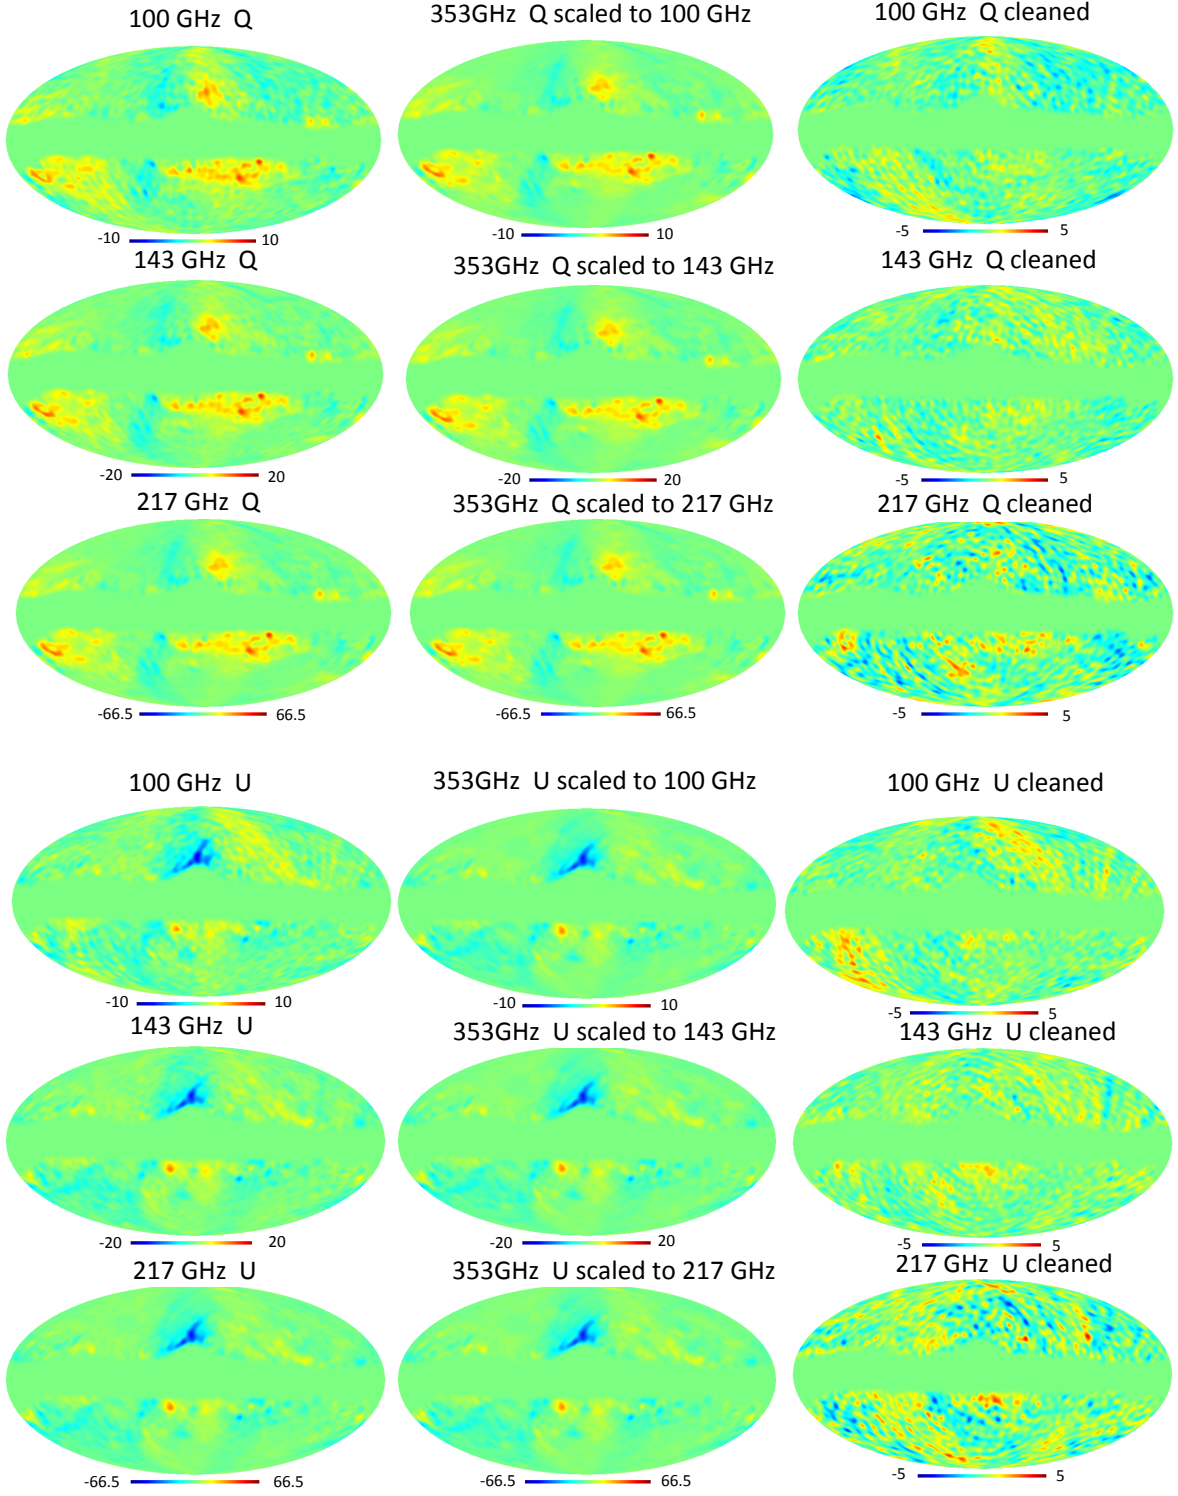 100 GHz Q
353GHz Q scaled to 100 GHz
100 GHz Q cleaned
-10 10
-10 10
-5 5
143 GHz Q
353GHz Q scaled to 143 GHz
143 GHz Q cleaned
-20 20
-20 20
-5 5
217 GHz Q
353GHz Q scaled to 217 GHz
217 GHz Q cleaned
-66.5 66.5
-66.5 66.5
-5 5
100 GHz U
353GHz U scaled to 100 GHz
100 GHz U cleaned
-10 10
-10 10
-5 5
143 GHz U
353GHz U scaled to 143 GHz
143 GHz U cleaned
-20 20
-20 20
-5 5
217 GHz U
353GHz U scaled to 217 GHz
217 GHz U cleaned
-66.5 66.5
-66.5 66.5
-5 5